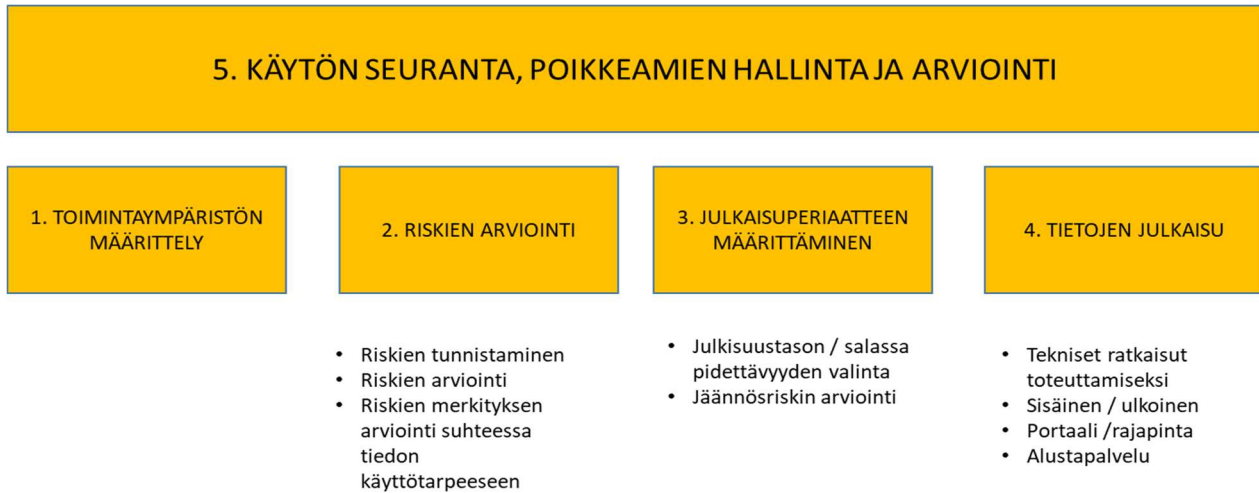 5. KÄYTÖN SEURANTA, POIKKEAMIEN HALLINTA JA ARVIOINTI
1. TOIMINTAYMPÄRISTÖN
MÄÄRITTELY
2. RISKIEN ARVIOINTI
3. JULKAISUPERIAATTEEN
MÄÄRITTÄMINEN
4. TIETOJEN JULKAISU
• Riskien tunnistaminen
• Riskien arviointi
• Riskien merkityksen
arviointi suhteessa
tiedon
käyttötarpeeseen
• Julkisuustason / salassa
pidettävyyden valinta
• Jäännösriskin arviointi
• Tekniset ratkaisut
toteuttamiseksi
• Sisäinen / ulkoinen
• Portaali /rajapinta
• Alustapalvelu